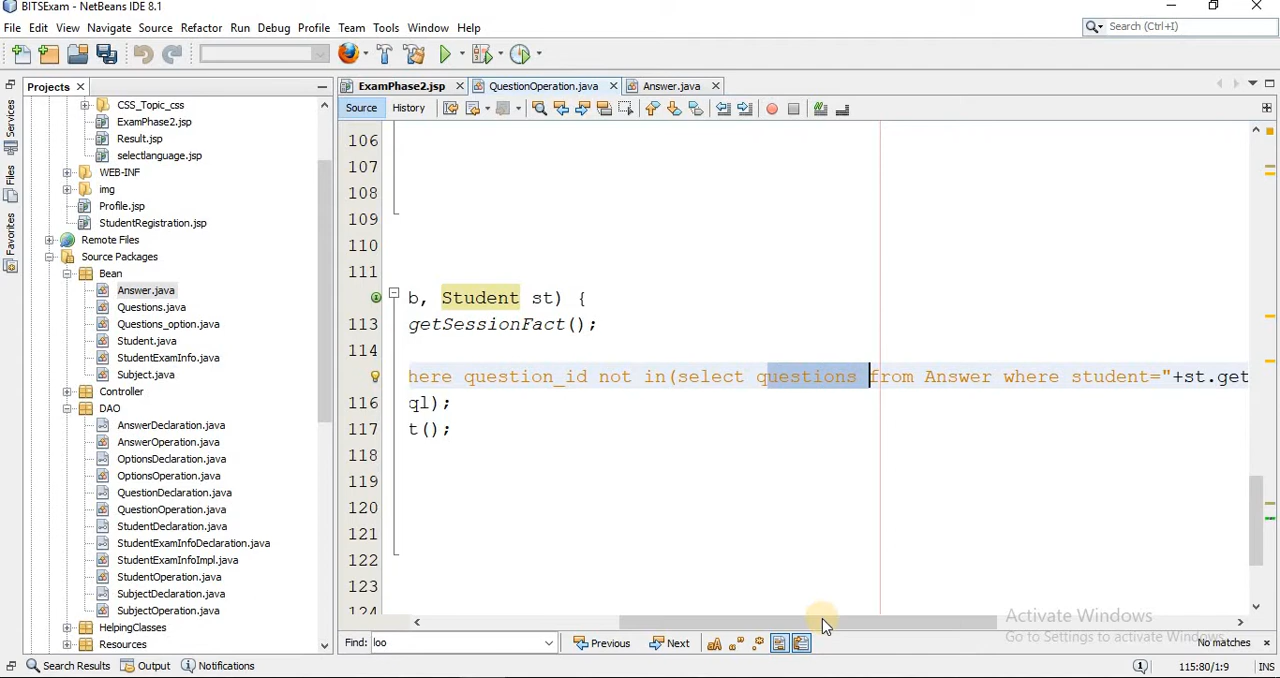 BITSExam - NetBeans IDE 8.1
File Edit View Navigate Source Refactor Run Debug Profile Team Tools Window Help
Search (Ctrl+I)
Projects
ExamPhase2.jsp
QuestionOperation.java
Answer.java
Source
History
Services
Files
Favorites
CSS_Topic_css
ExamPhase2.jsp
Result.jsp
selectlanguage.jsp
WEB-INF
img
Profile.jsp
StudentRegistration.jsp
Remote Files
Source Packages
Bean
Answer.java
Questions.java
Questions_option.java
Student.java
StudentExamInfo.java
Subject.java
Controller
DAO
AnswerDeclaration.java
AnswerOperation.java
OptionsDeclaration.java
OptionsOperation.java
QuestionDeclaration.java
QuestionOperation.java
StudentDeclaration.java
StudentExamInfoDeclaration.java
StudentExamInfoImpl.java
StudentOperation.java
SubjectDeclaration.java
SubjectOperation.java
HelpingClasses
Resources
106
107
108
109
110
111
b, Student st) {
113 getSessionFact();
114
here question_id not in(select questions from Answer where student="+st.get
116 ql);
117 t();
118
119
120
121
122
123
124
Activate Windows
Go to Settings to activate Windows.
Find: loo
Previous
Next
No matches
Search Results
Output
Notifications
115:80/1:9
INS